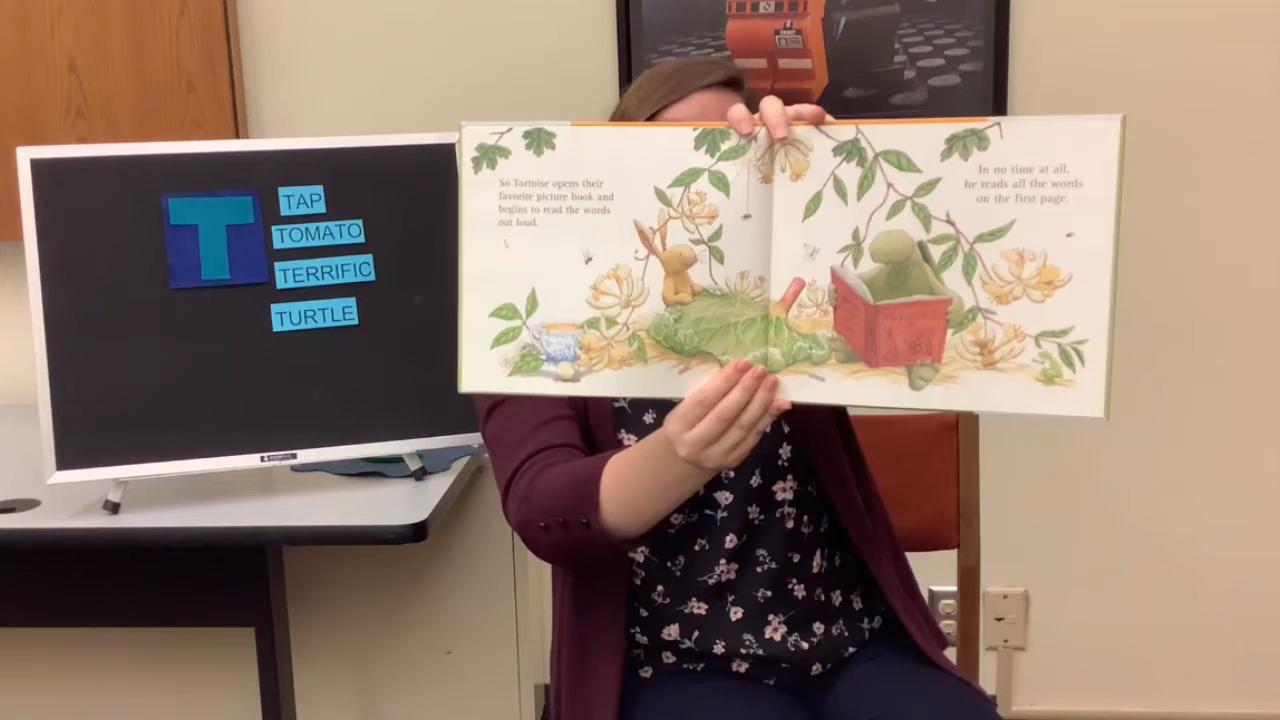 T
TAP
TOMATO
TERRIFIC
TURTLE
So Tortoise opens their
favorite picture book and
begins to read the words
out loud.
In no time at all,
he reads all the words
on the first page.